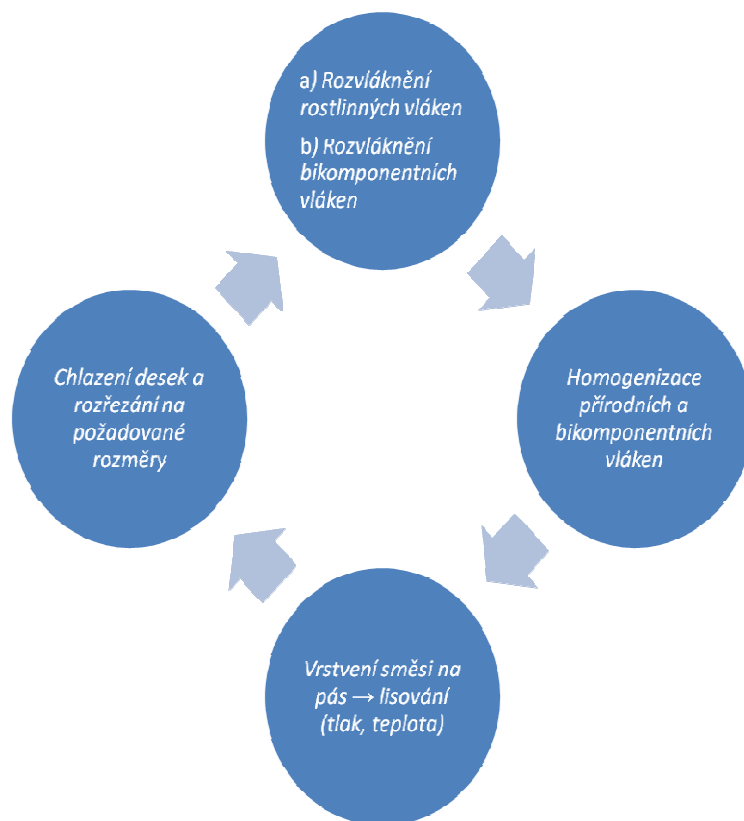 a) Rozvláknění
rostlinných vláken
b) Rozvláknění
bikomponentních
vláken
Homogenizace
přírodních a
bikomponentních
vláken
Vrstvení směsi na
pás → lisování
(tlak, teplota)
Chlazení desek a
rozřezání na
požadované
rozměry